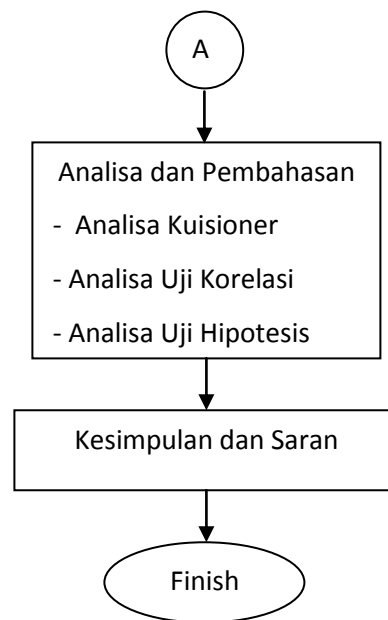 A
Analisa dan Pembahasan
- Analisa Kuisioner
- Analisa Uji Korelasi
- Analisa Uji Hipotesis
Kesimpulan dan Saran
Finish